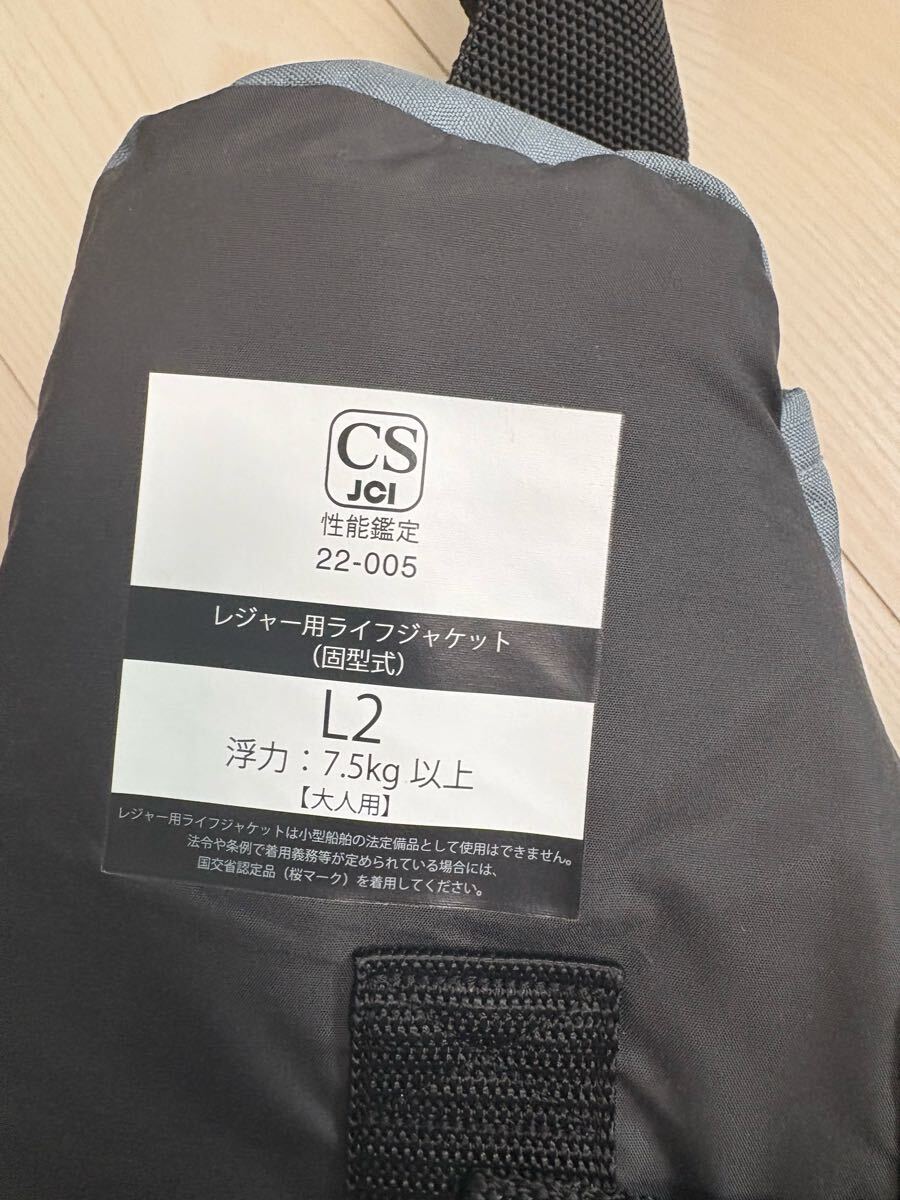 CS
JCI
性能鑑定
22-005
レジャー用ライフジャケット
（固型式）
L2
浮力：7.5kg 以上
【大人用】
レジャー用ライフジャケットは小型船舶の法定備品として使用はできません。
法令や条例で着用義務等が定められている場合には、
国交省認定品（桜マーク）を着用してください。